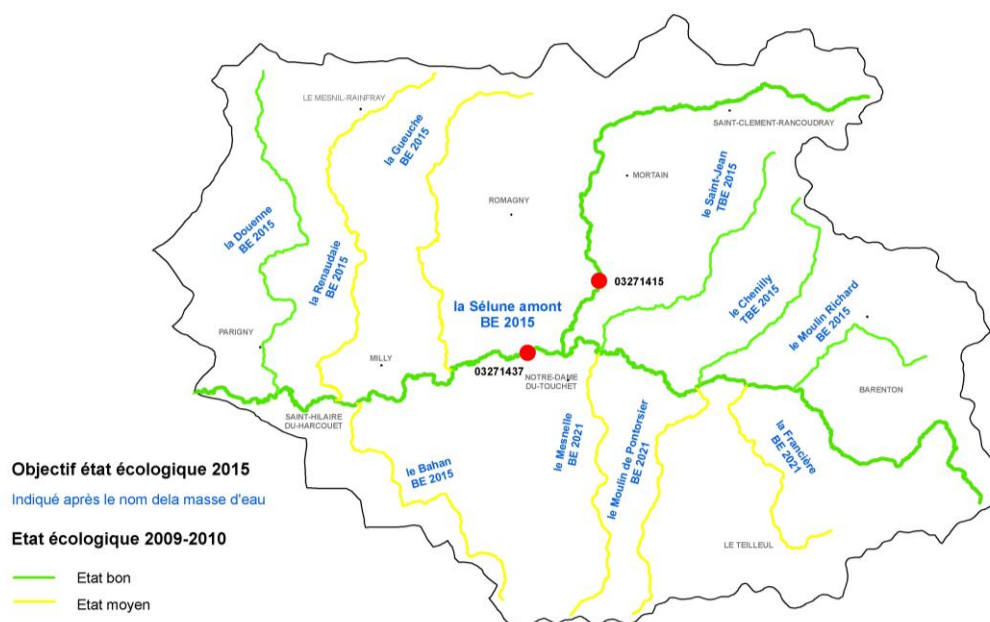 LE MESNIL-RAINFRAY
la Gueuche
BE 2015
SAINT-CLEMENT-RANCOUDRAY
MORTAIN
le Saint-Jean
TBE 2015
ROMAGNY
la Douenne
BE 2015
la Renaudaie
BE 2015
03271415
le Chenilly
TBE 2015
la Sélune amont
BE 2015
le Moulin Richard
BE 2015
PARIGNY
MILLY
03271437
NOTRE-DAME
DU-TOUCHET
BARENTON
SAINT-HILAIRE
DU-HARCOUET
le Bahan
BE 2015
le Mesnelle
BE 2021
le Moulin de Pontorsier
BE 2021
la Francière
BE 2021
LE TEILLEUL
Objectif état écologique 2015
Indiqué après le nom dela masse d'eau
Etat écologique 2009-2010
Etat bon
Etat moyen